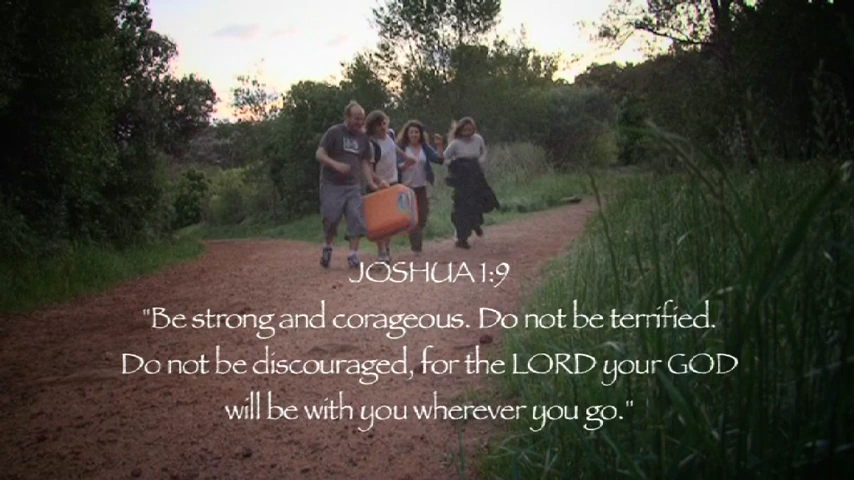 JOSHUA 1:9
"Be strong and corageous. Do not be terrified.
Do not be discouraged, for the LORD your GOD
will be with you wherever you go."